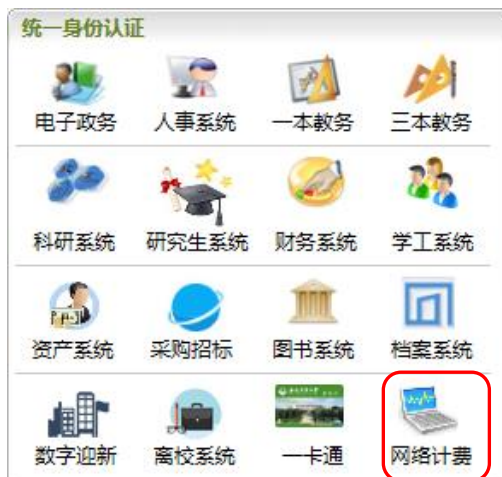 统一身份认证
电子政务 人事系统 一本教务 三本教务
科研系统 研究生系统 财务系统 学工系统
资产系统 采购招标 图书系统 档案系统
数字迎新 离校系统 一卡通 网络计费